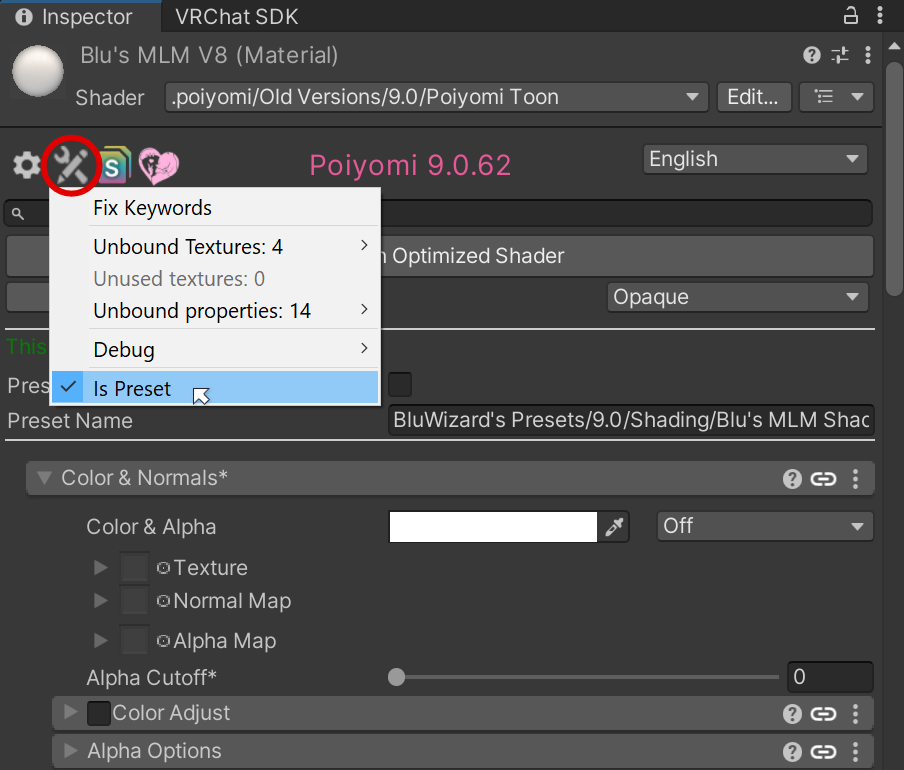 Inspector
VRChat SDK
Blu's MLM V8 (Material)
Shader
.poiyomi/Old Versions/9.0/Poiyomi Toon
Edit...
S
Poiyomi 9.0.62
English
Fix Keywords
Unbound Textures: 4
Optimized Shader
Unused textures: 0
Unbound properties: 14
Opaque
This
Debug
Is Preset
Preset Name
BluWizard's Presets/9.0/Shading/Blu's MLM Shad
Color & Normals*
Color & Alpha
Off
Texture
Normal Map
Alpha Map
Alpha Cutoff*
0
Color Adjust
Alpha Options